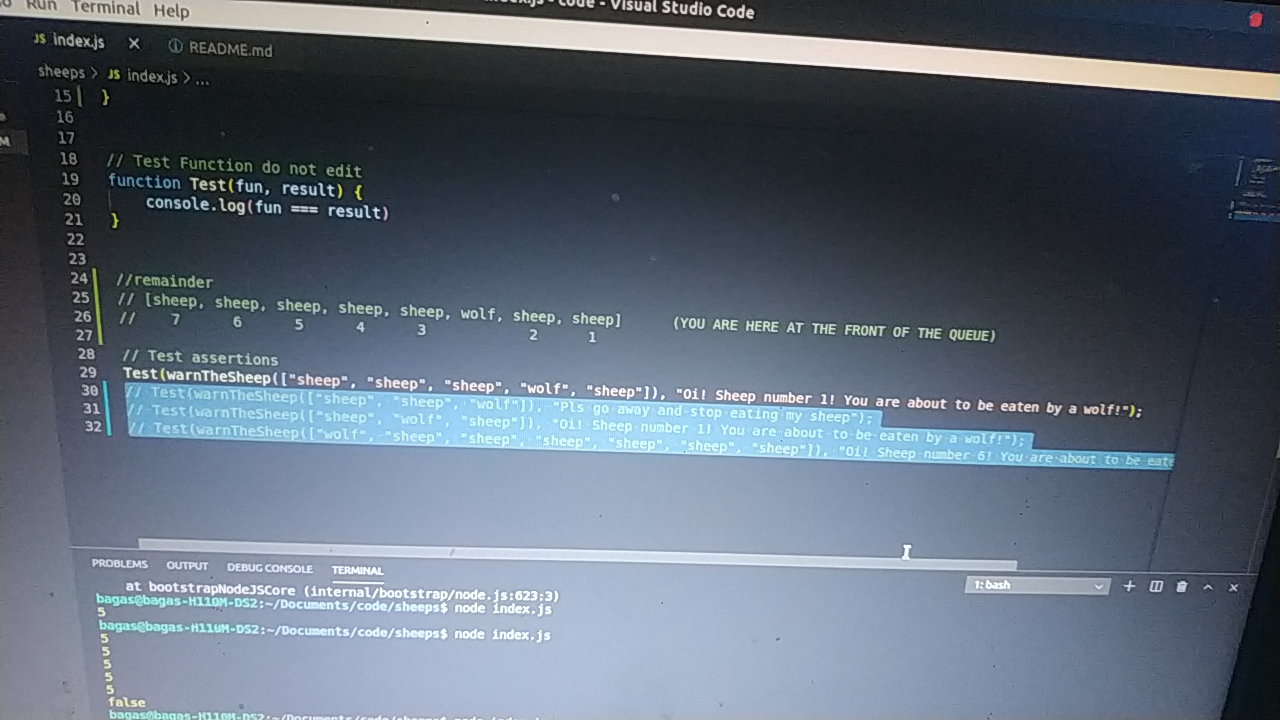 Run Terminal Help
- Code - Visual Studio Code
JS index.js × ⓘ README.md
sheeps > JS index.js > ...
15 }
16
17
18 // Test Function do not edit
19 function Test(fun, result) {
20 console.log(fun === result)
21 }
22
23
24 //remainder
25 // [sheep, sheep, sheep, sheep, sheep, wolf, sheep, sheep] (YOU ARE HERE AT THE FRONT OF THE QUEUE)
26 // 7 6 5 4 3 2 1
27
28 // Test assertions
29 Test(warnTheSheep(["sheep", "sheep", "sheep", "wolf", "sheep"]), "Oi! Sheep number 1! You are about to be eaten by a wolf!");
30 // Test(warnTheSheep(["sheep", "sheep", "wolf"]), "Pls go away and stop eating my sheep");
31 // Test(warnTheSheep(["sheep", "wolf", "sheep"]), "Oi! Sheep number 1! You are about to be eaten by a wolf!");
32 // Test(warnTheSheep(["wolf", "sheep", "sheep", "sheep", "sheep", "sheep", "sheep"]), "Oi! Sheep number 6! You are about to be eate
PROBLEMS OUTPUT DEBUG CONSOLE TERMINAL 1: bash
at bootstrapNodeJSCore (internal/bootstrap/node.js:623:3)
bagas@bagas-H110M-DS2:~/Documents/code/sheeps$ node index.js
5
bagas@bagas-H110M-DS2:~/Documents/code/sheeps$ node index.js
5
5
5
5
5
false
bagas@bagas-H110M-DS2:~/Documents/code/sheeps$ node index.js